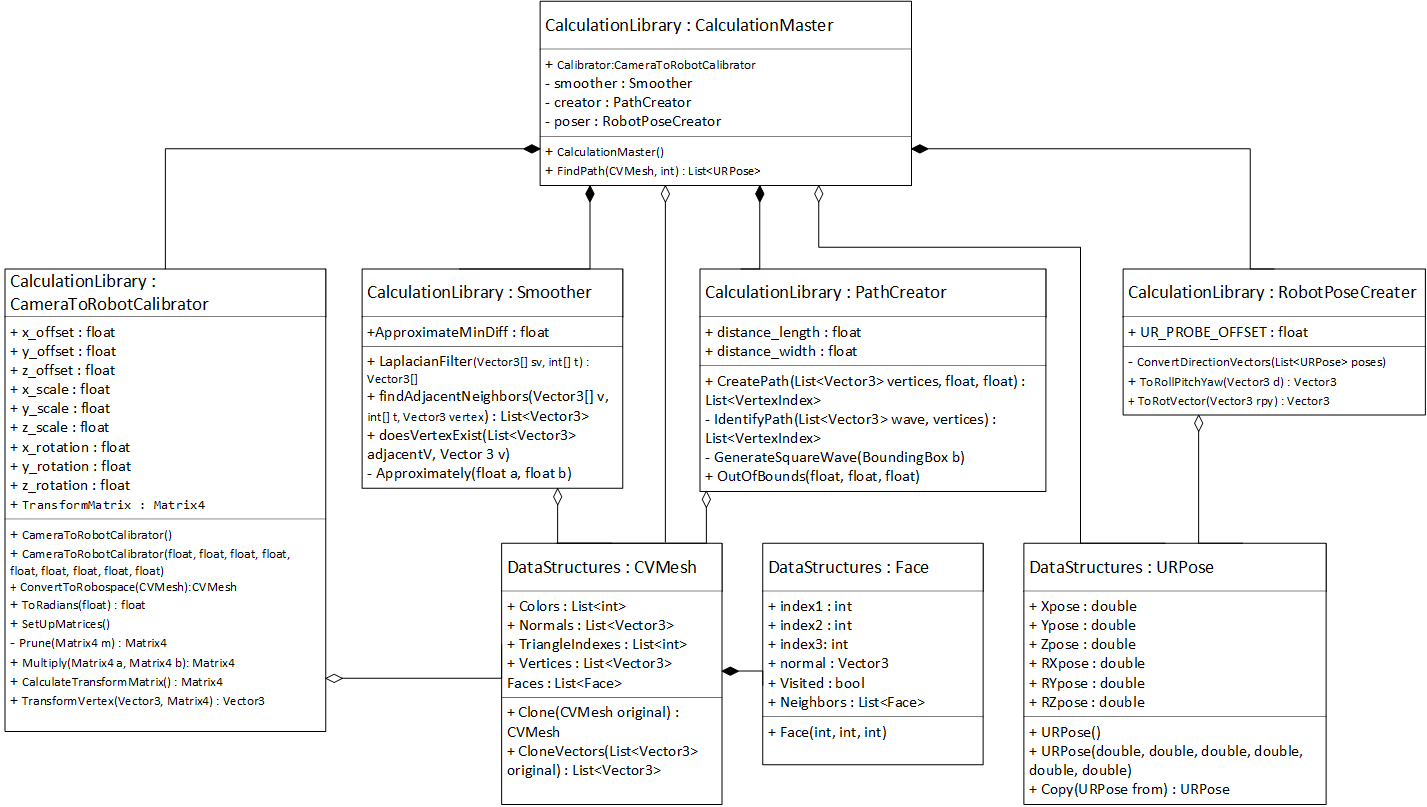 CalculationLibrary : CalculationMaster
+ Calibrator:CameraToRobotCalibrator
- smoother : Smoother
- creator : PathCreator
- poser : RobotPoseCreator
+ CalculationMaster()
+ FindPath(CVMesh, int) : List<URPose>
CalculationLibrary :
CameraToRobotCalibrator
+ x_offset : float
+ y_offset : float
+ z_offset : float
+ x_scale : float
+ y_scale : float
+ z_scale : float
+ x_rotation : float
+ y_rotation : float
+ z_rotation : float
+ TransformMatrix : Matrix4
+ CameraToRobotCalibrator()
+ CameraToRobotCalibrator(float, float, float, float,
float, float, float, float, float)
+ ConvertToRobospace(CVMesh):CVMesh
+ ToRadians(float) : float
+ SetUpMatrices()
- Prune(Matrix4 m) : Matrix4
+ Multiply(Matrix4 a, Matrix4 b): Matrix4
+ CalculateTransformMatrix() : Matrix4
+ TransformVertex(Vector3, Matrix4) : Vector3
CalculationLibrary : Smoother
+ApproximateMinDiff : float
+ LaplacianFilter(Vector3[] sv, int[] t) :
Vector3[]
+ findAdjacentNeighbors(Vector3[] v,
int[] t, Vector3 vertex) : List<Vector3>
+ doesVertexExist(List<Vector3>
adjacentV, Vector 3 v)
- Approximately(float a, float b)
CalculationLibrary : PathCreator
+ distance_length : float
+ distance_width : float
+ CreatePath(List<Vector3> vertices, float, float) :
List<VertexIndex>
- IdentifyPath(List<Vector3> wave, vertices) :
List<VertexIndex>
- GenerateSquareWave(BoundingBox b)
+ OutOfBounds(float, float, float)
CalculationLibrary : RobotPoseCreater
+ UR_PROBE_OFFSET : float
- ConvertDirectionVectors(List<URPose> poses)
+ ToRollPitchYaw(Vector3 d) : Vector3
+ ToRotVector(Vector3 rpy) : Vector3
DataStructures : CVMesh
+ Colors : List<int>
+ Normals : List<Vector3>
+ TriangleIndexes : List<int>
+ Vertices : List<Vector3>
Faces : List<Face>
+ Clone(CVMesh original) :
CVMesh
+ CloneVectors(List<Vector3>
original) : List<Vector3>
DataStructures : Face
+ index1 : int
+ index2 : int
+ index3: int
+ normal : Vector3
+ Visited : bool
+ Neighbors : List<Face>
+ Face(int, int, int)
DataStructures : URPose
+ Xpose : double
+ Ypose : double
+ Zpose : double
+ RXpose : double
+ RYpose : double
+ RZpose : double
+ URPose()
+ URPose(double, double, double, double,
double, double)
+ Copy(URPose from) : URPose